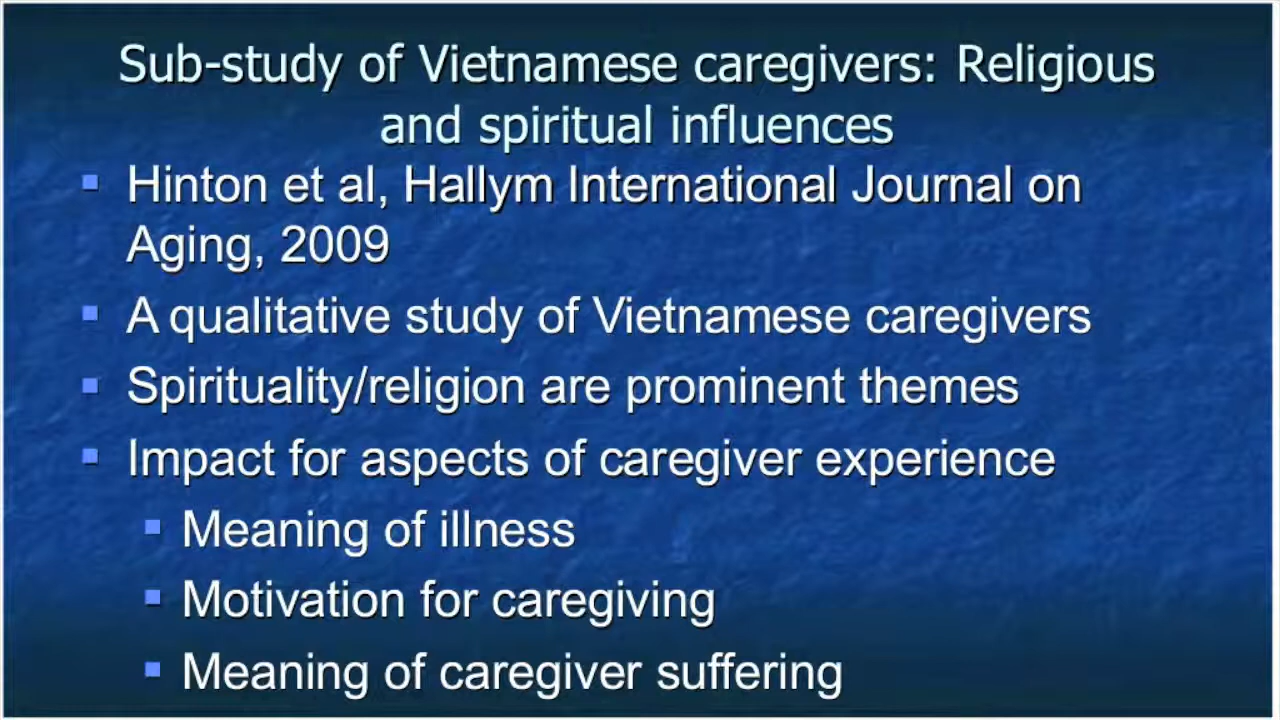 Sub-study of Vietnamese caregivers: Religious
and spiritual influences
Hinton et al, Hallym International Journal on
Aging, 2009
A qualitative study of Vietnamese caregivers
Spirituality/religion are prominent themes
Impact for aspects of caregiver experience
Meaning of illness
Motivation for caregiving
Meaning of caregiver suffering